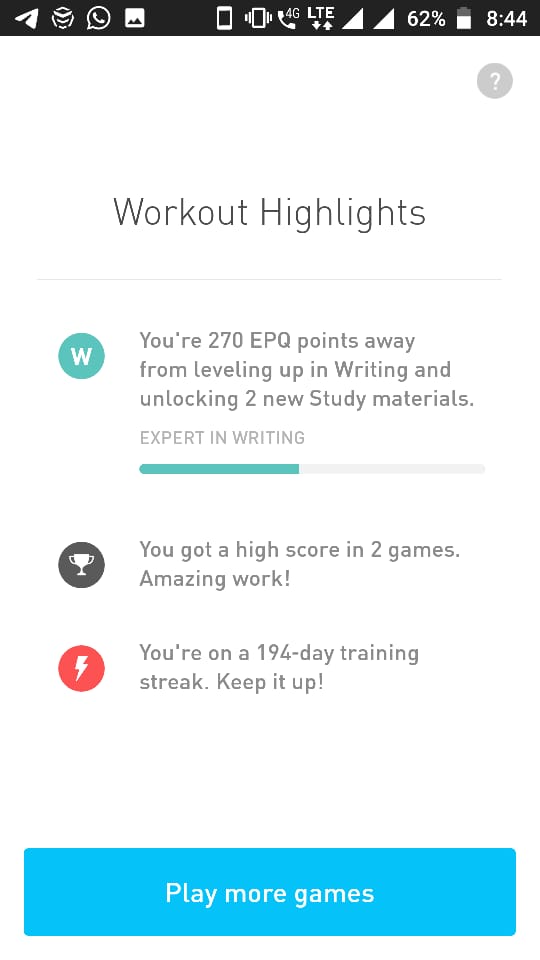 4G LTE 62% 8:44
?
Workout Highlights
W
You're 270 EPQ points away
from leveling up in Writing and
unlocking 2 new Study materials.
EXPERT IN WRITING
You got a high score in 2 games.
Amazing work!
You're on a 194-day training
streak. Keep it up!
Play more games